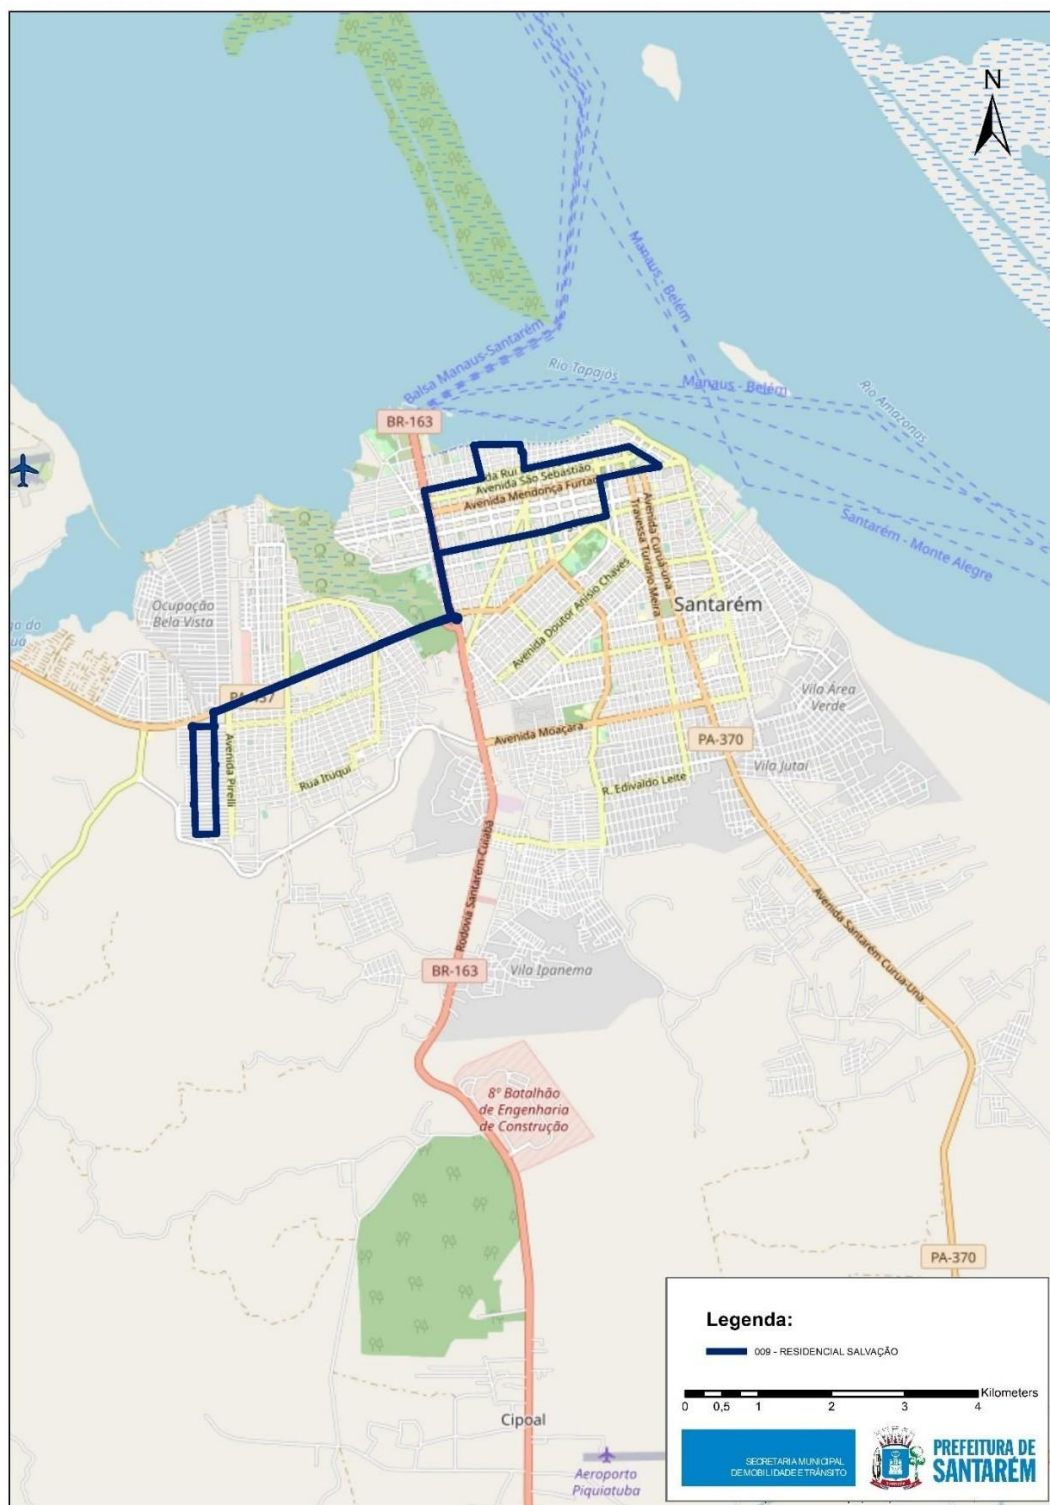 N
Manaus - Belém
Balsa Manaus-Santarém
Rio Tapajós
Manaus - Belém
Rio Amazonas
BR-163
da Rui
Avenida São Sebastião
Avenida Mendonça Furtad
Santarém - Monte Alegre
Avenida Curuá-una
Travessa Turiano Meira
Avenida Doutor Anísio Chaves
Santarém
Ocupação
Bela Vista
Vila Área
Verde
Avenida Moaçara
PA-370
Vila Jutaí
Avenida Pirelli
Rua Ituqui
R. Edivaldo Leite
Rodovia Santarém-Cuiabá
Avenida Santarém Curuá-Una
BR-163
Vila Ipanema
8º Batalhão
de Engenharia
de Construção
PA-370
Cipoal
Aeroporto
Piquiatuba
Legenda:
009 - RESIDENCIAL SALVAÇÃO
Kilometers
0 0,5 1 2 3 4
SECRETARIA MUNICIPAL
DE MOBILIDADE E TRÂNSITO
PREFEITURA DE
SANTARÉM